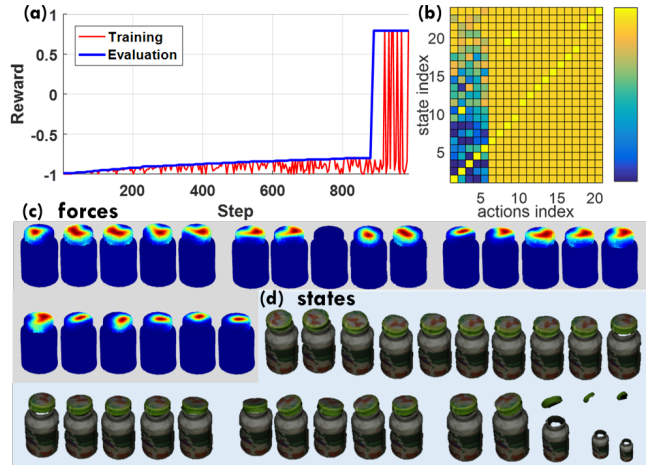 (a)
1
0.5
0
-0.5
-1
Reward
Training
Evaluation
200
400
600
800
Step
(b)
20
15
10
5
state index
5
10
15
20
actions index
(c) forces
(d) states